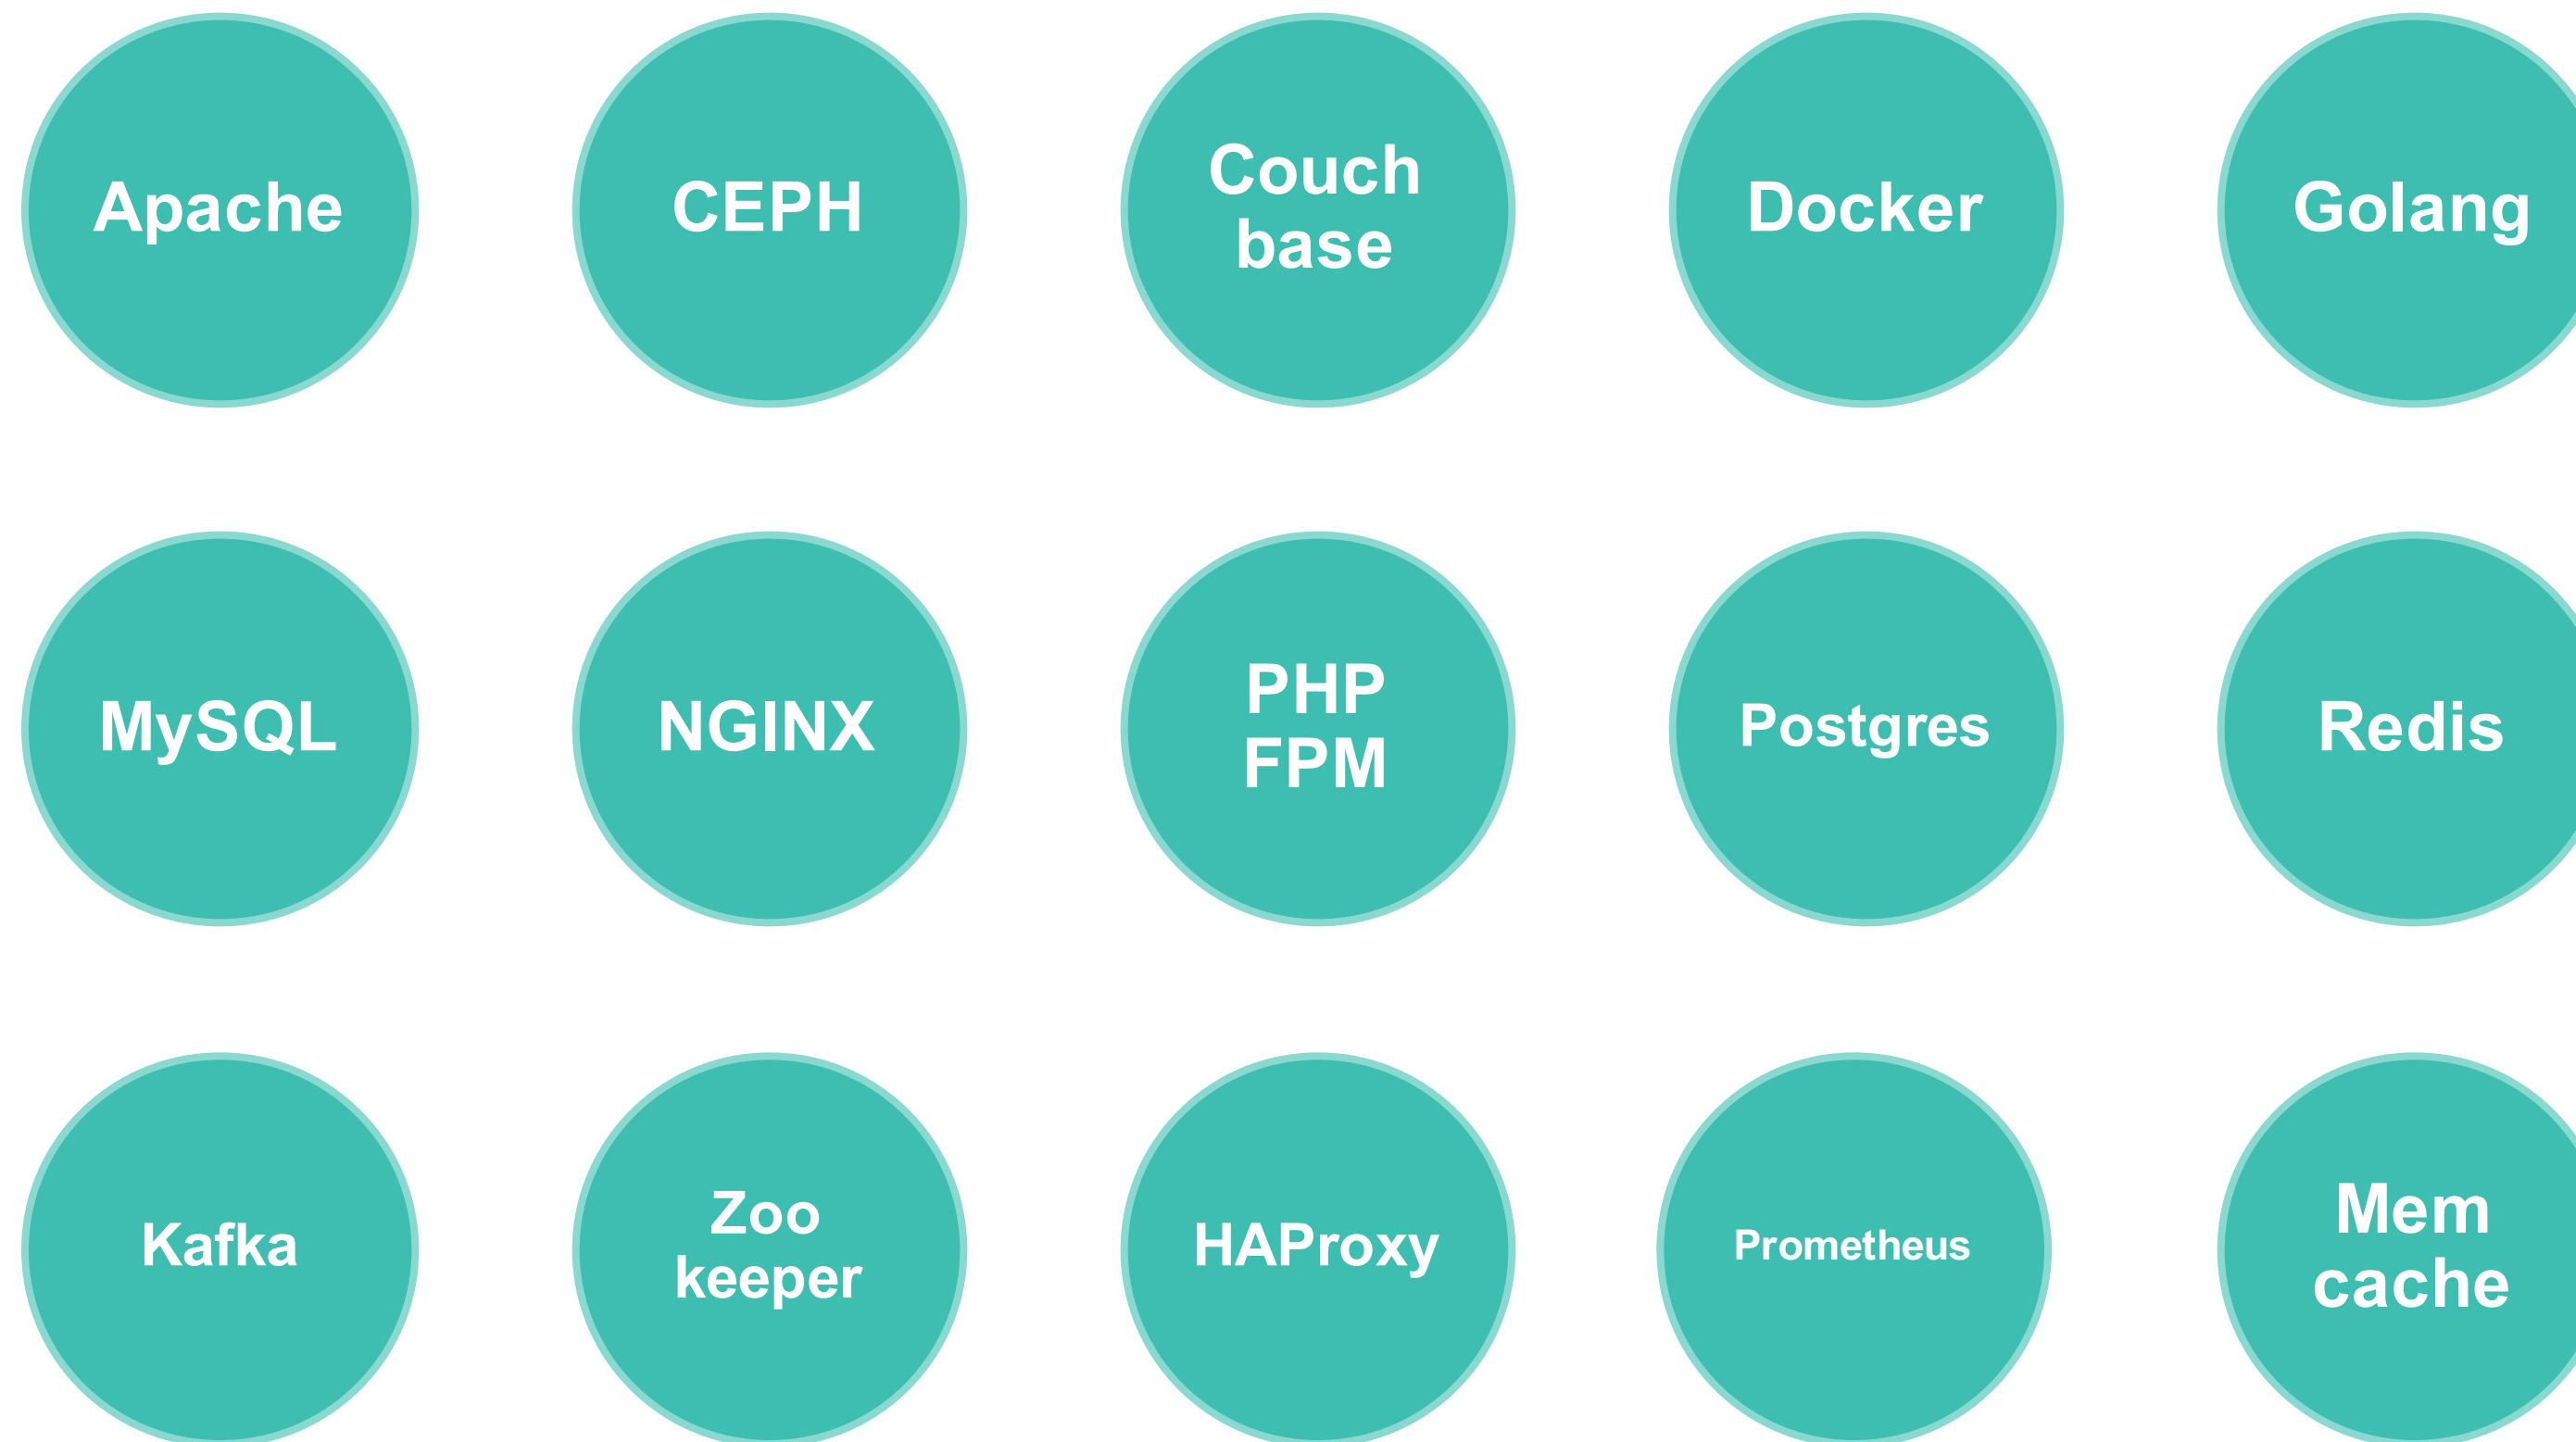 Apache
CEPH
Couch
base
Docker
Golang
MySQL
NGINX
PHP
FPM
Postgres
Redis
Kafka
Zoo
keeper
HAProxy
Prometheus
Mem
cache